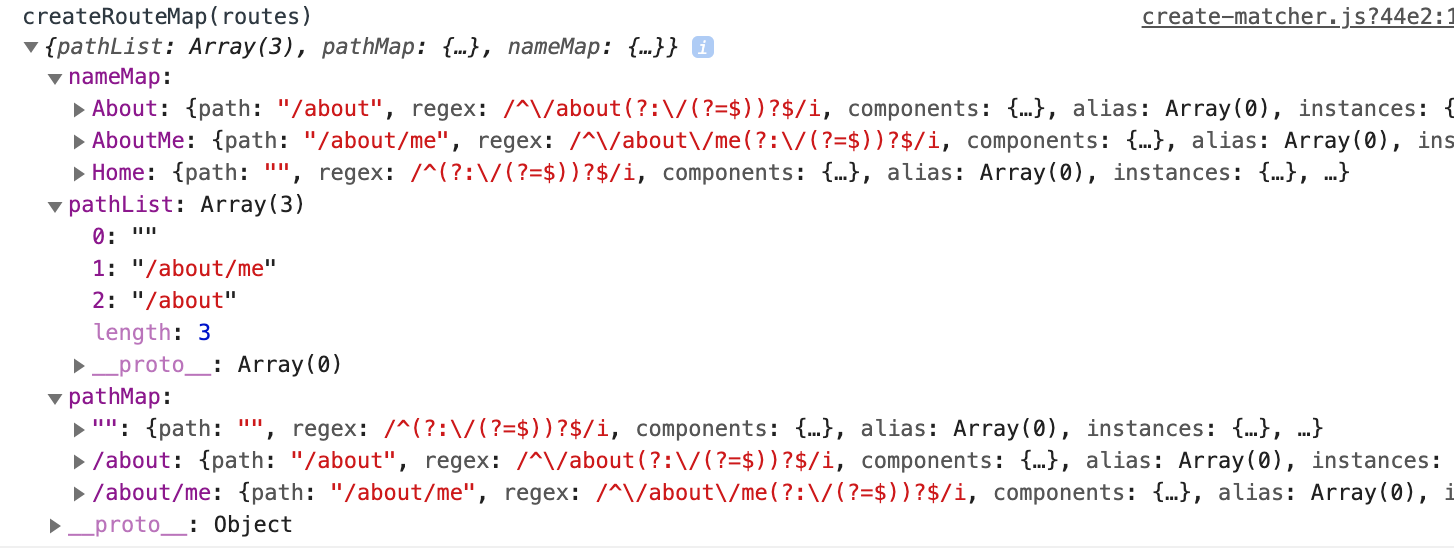 createRouteMap(routes) create-matcher.js?44e2:1
▼{pathList: Array(3), pathMap: {…}, nameMap: {…}} i
▼nameMap:
▶About: {path: "/about", regex: /^\/about(?:\/(?=$))?$/i, components: {…}, alias: Array(0), instances: {
▶AboutMe: {path: "/about/me", regex: /^\/about\/me(?:\/(?=$))?$/i, components: {…}, alias: Array(0), ins
▶Home: {path: "", regex: /^(?:\/(?=$))?$/i, components: {…}, alias: Array(0), instances: {…}, …}
▼pathList: Array(3)
0: ""
1: "/about/me"
2: "/about"
length: 3
▶__proto__: Array(0)
▼pathMap:
▶"": {path: "", regex: /^(?:\/(?=$))?$/i, components: {…}, alias: Array(0), instances: {…}, …}
▶/about: {path: "/about", regex: /^\/about(?:\/(?=$))?$/i, components: {…}, alias: Array(0), instances:
▶/about/me: {path: "/about/me", regex: /^\/about\/me(?:\/(?=$))?$/i, components: {…}, alias: Array(0), i
▶__proto__: Object